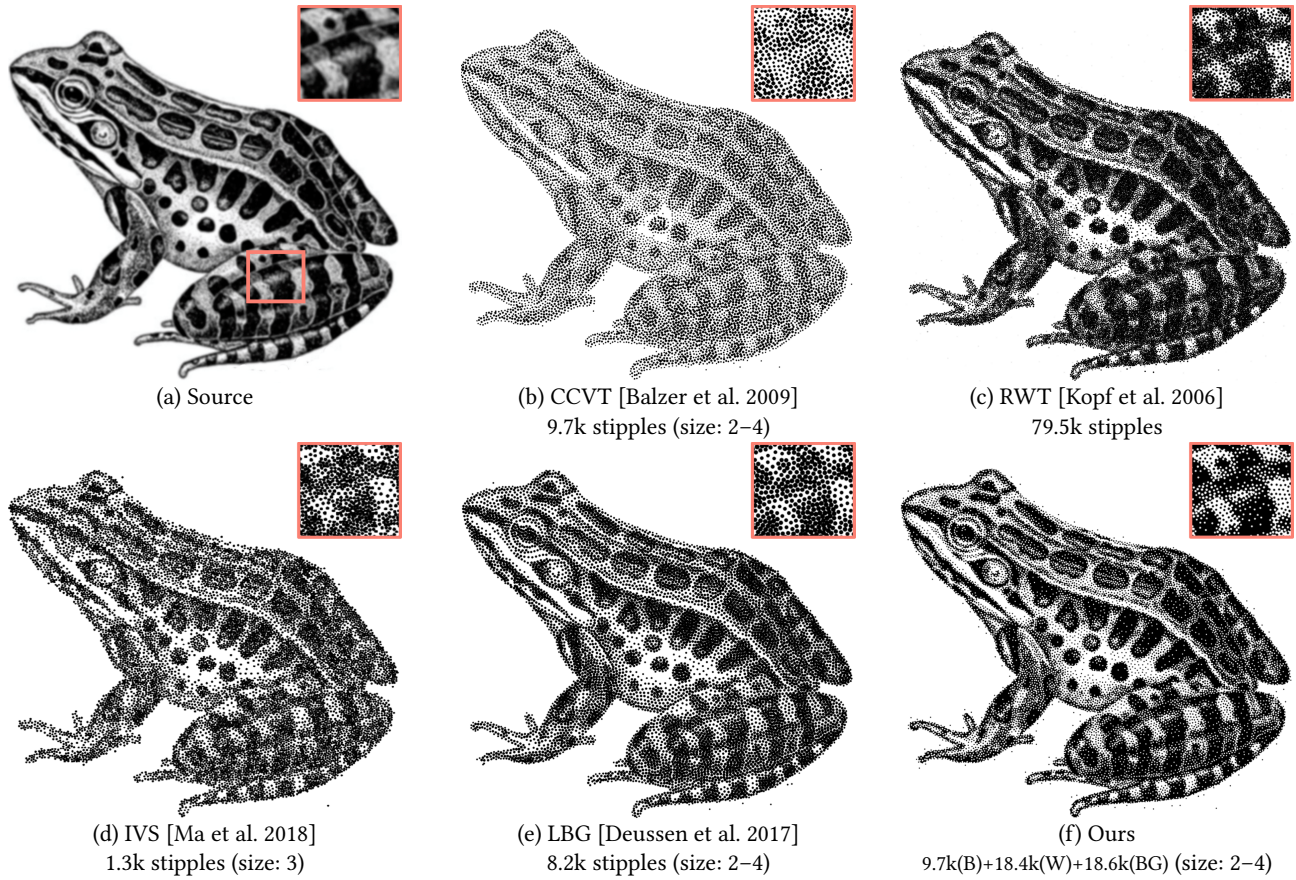 (a) Source
(b) CCVT [Balzer et al. 2009]
9.7k stipples (size: 2–4)
(c) RWT [Kopf et al. 2006]
79.5k stipples
(d) IVS [Ma et al. 2018]
1.3k stipples (size: 3)
(e) LBG [Deussen et al. 2017]
8.2k stipples (size: 2–4)
(f) Ours
9.7k(B)+18.4k(W)+18.6k(BG) (size: 2–4)